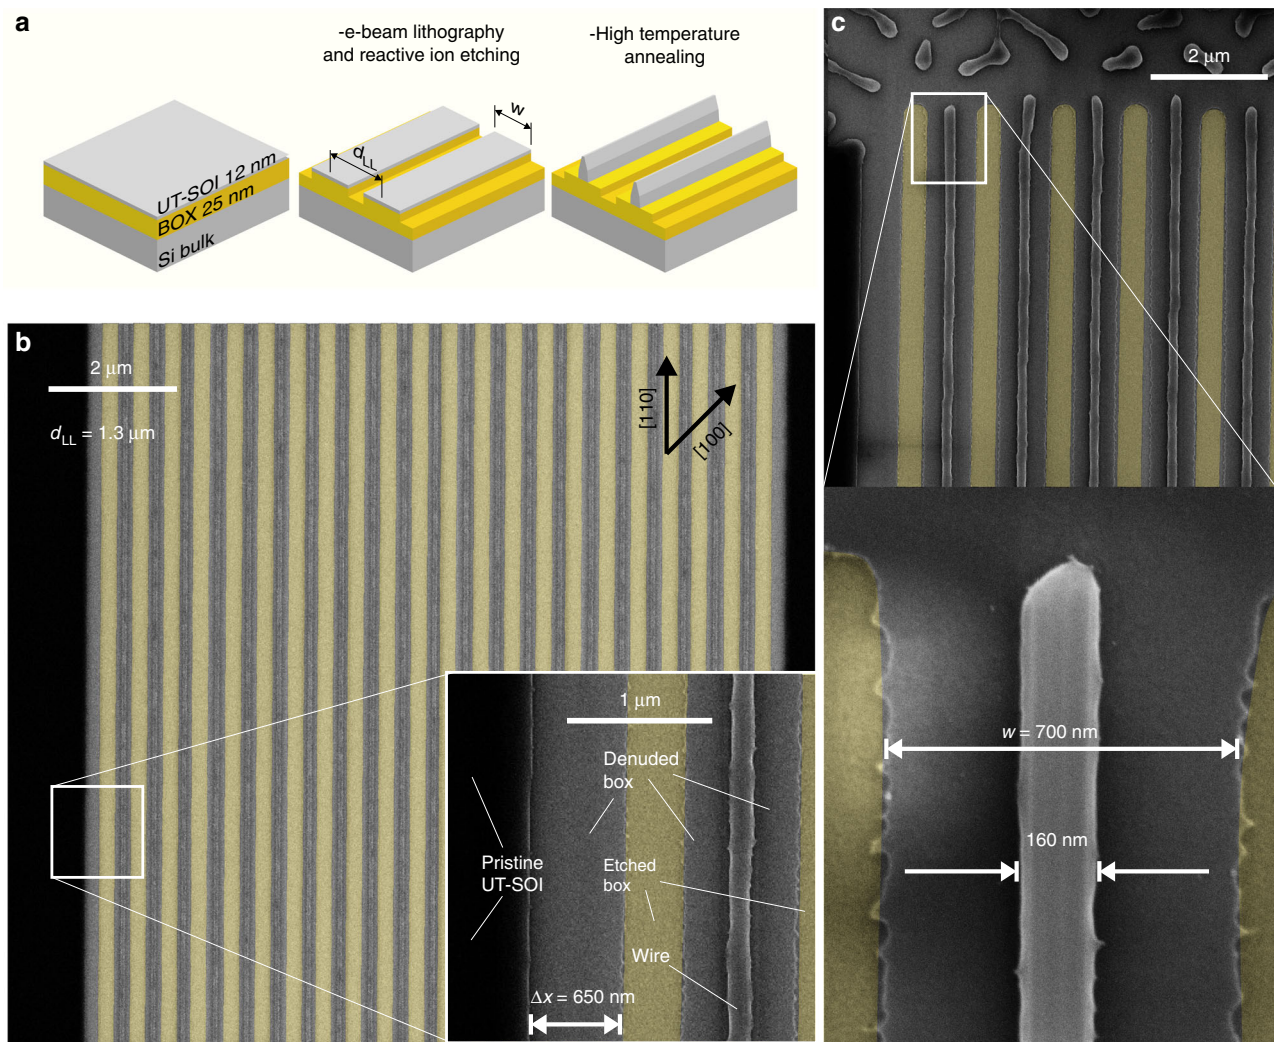 a
-e-beam lithography
and reactive ion etching
-High temperature
annealing
w
d_LL
UT-SOI 12 nm
BOX 25 nm
Si bulk
b
2 μm
d_LL = 1.3 μm
[110]
[100]
1 μm
Denuded
box
Pristine
UT-SOI
Etched
box
Wire
Δx = 650 nm
c
2 μm
w = 700 nm
160 nm